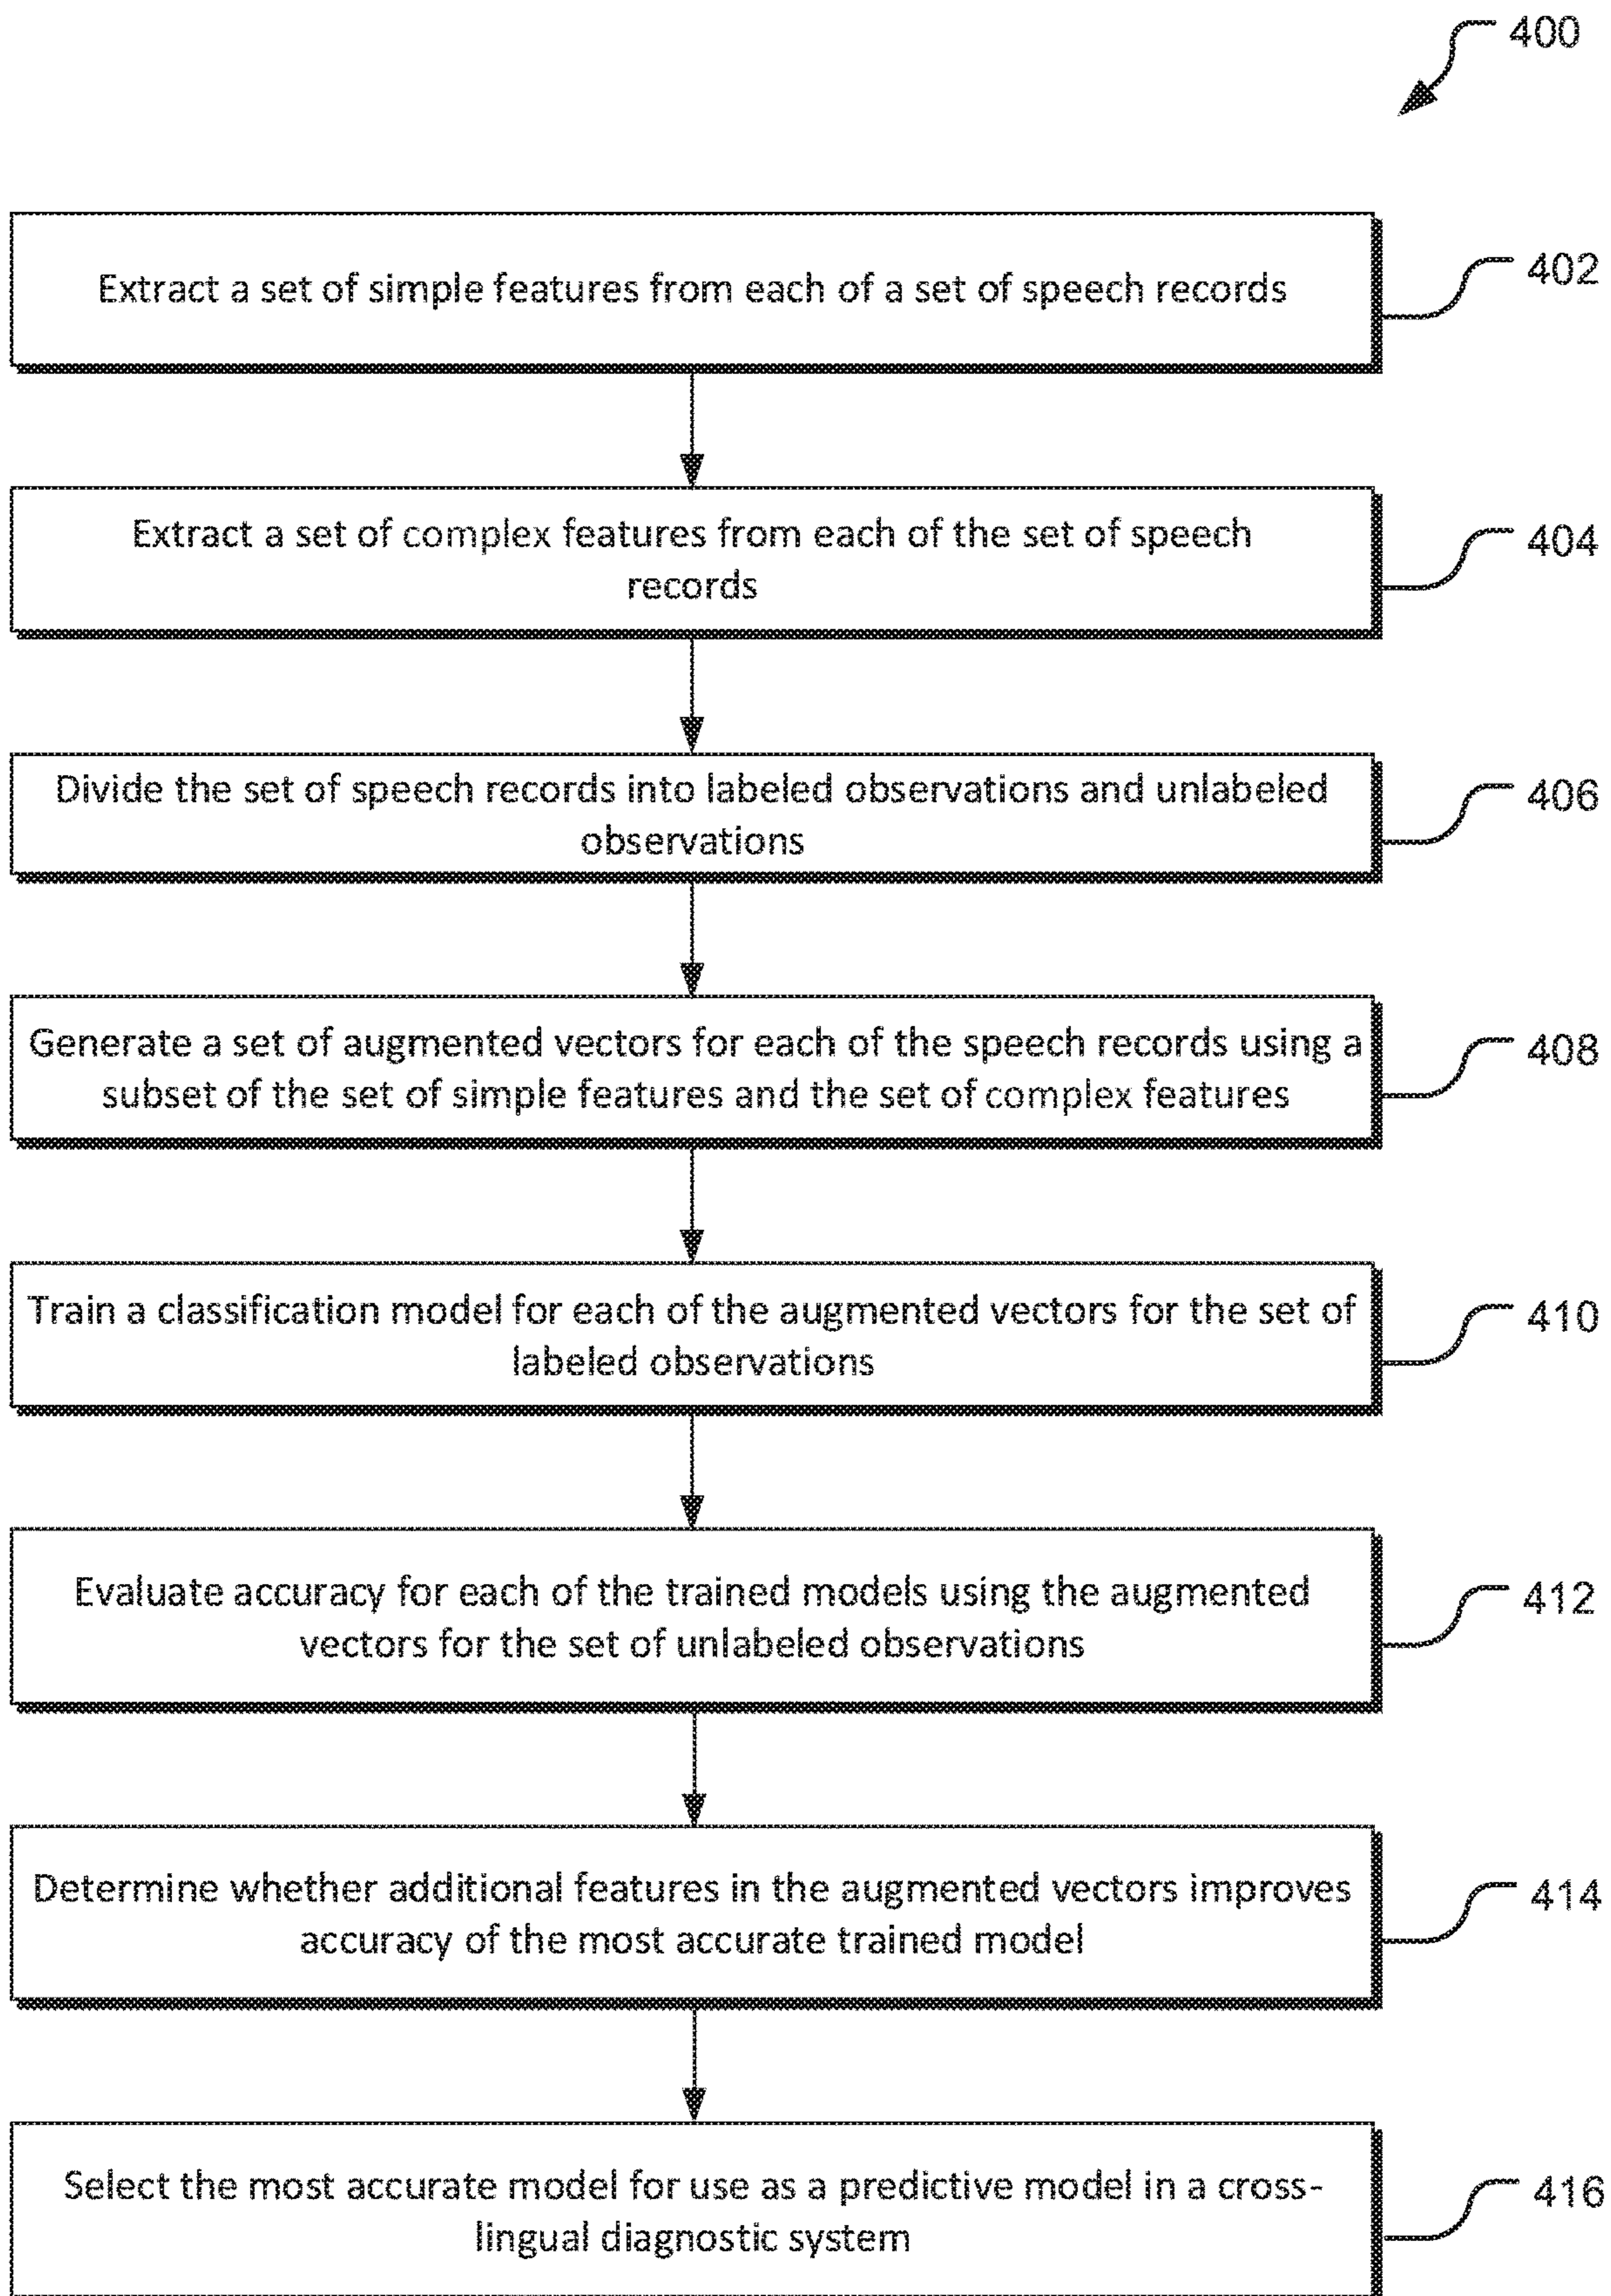 400
Extract a set of simple features from each of a set of speech records
402
Extract a set of complex features from each of the set of speech
records
404
Divide the set of speech records into labeled observations and unlabeled
observations
406
Generate a set of augmented vectors for each of the speech records using a
subset of the set of simple features and the set of complex features
408
Train a classification model for each of the augmented vectors for the set of
labeled observations
410
Evaluate accuracy for each of the trained models using the augmented
vectors for the set of unlabeled observations
412
Determine whether additional features in the augmented vectors improves
accuracy of the most accurate trained model
414
Select the most accurate model for use as a predictive model in a cross-
lingual diagnostic system
416